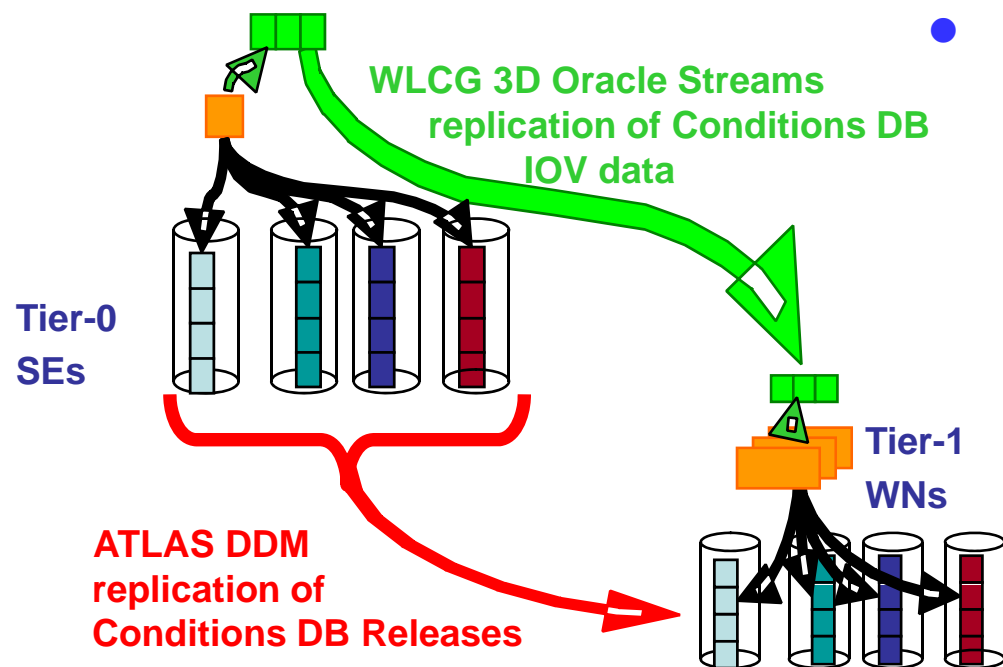 WLCG 3D Oracle Streams
replication of Conditions DB
IOV data
Tier-0
SEs
Tier-1
WNs
ATLAS DDM
replication of
Conditions DB Releases